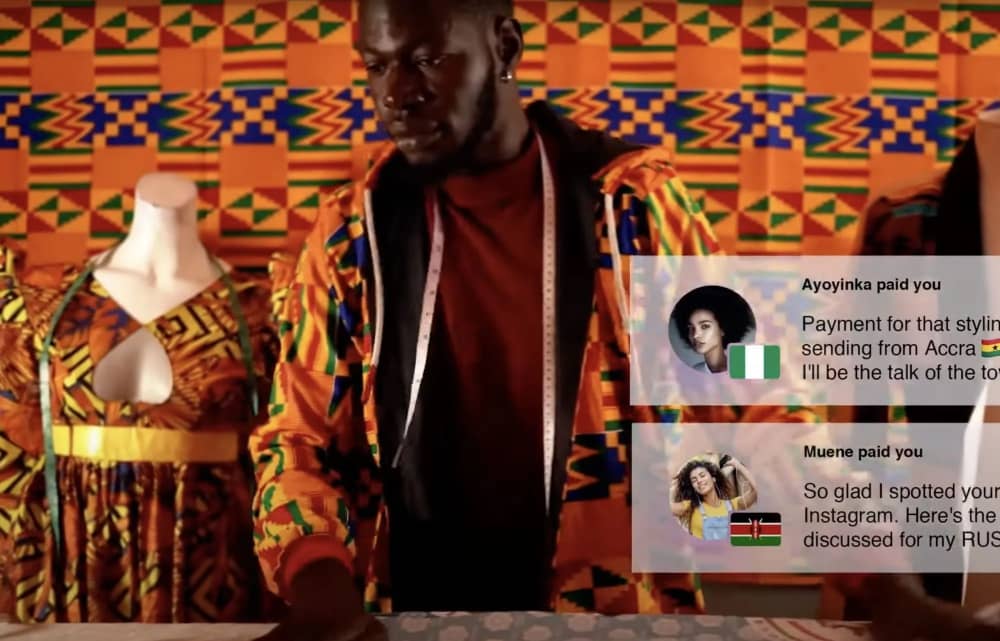 Ayoyinka paid you
Payment for that stylin
sending from Accra 🇬🇭
I'll be the talk of the to
Muene paid you
So glad I spotted your
Instagram. Here's the
discussed for my RUS